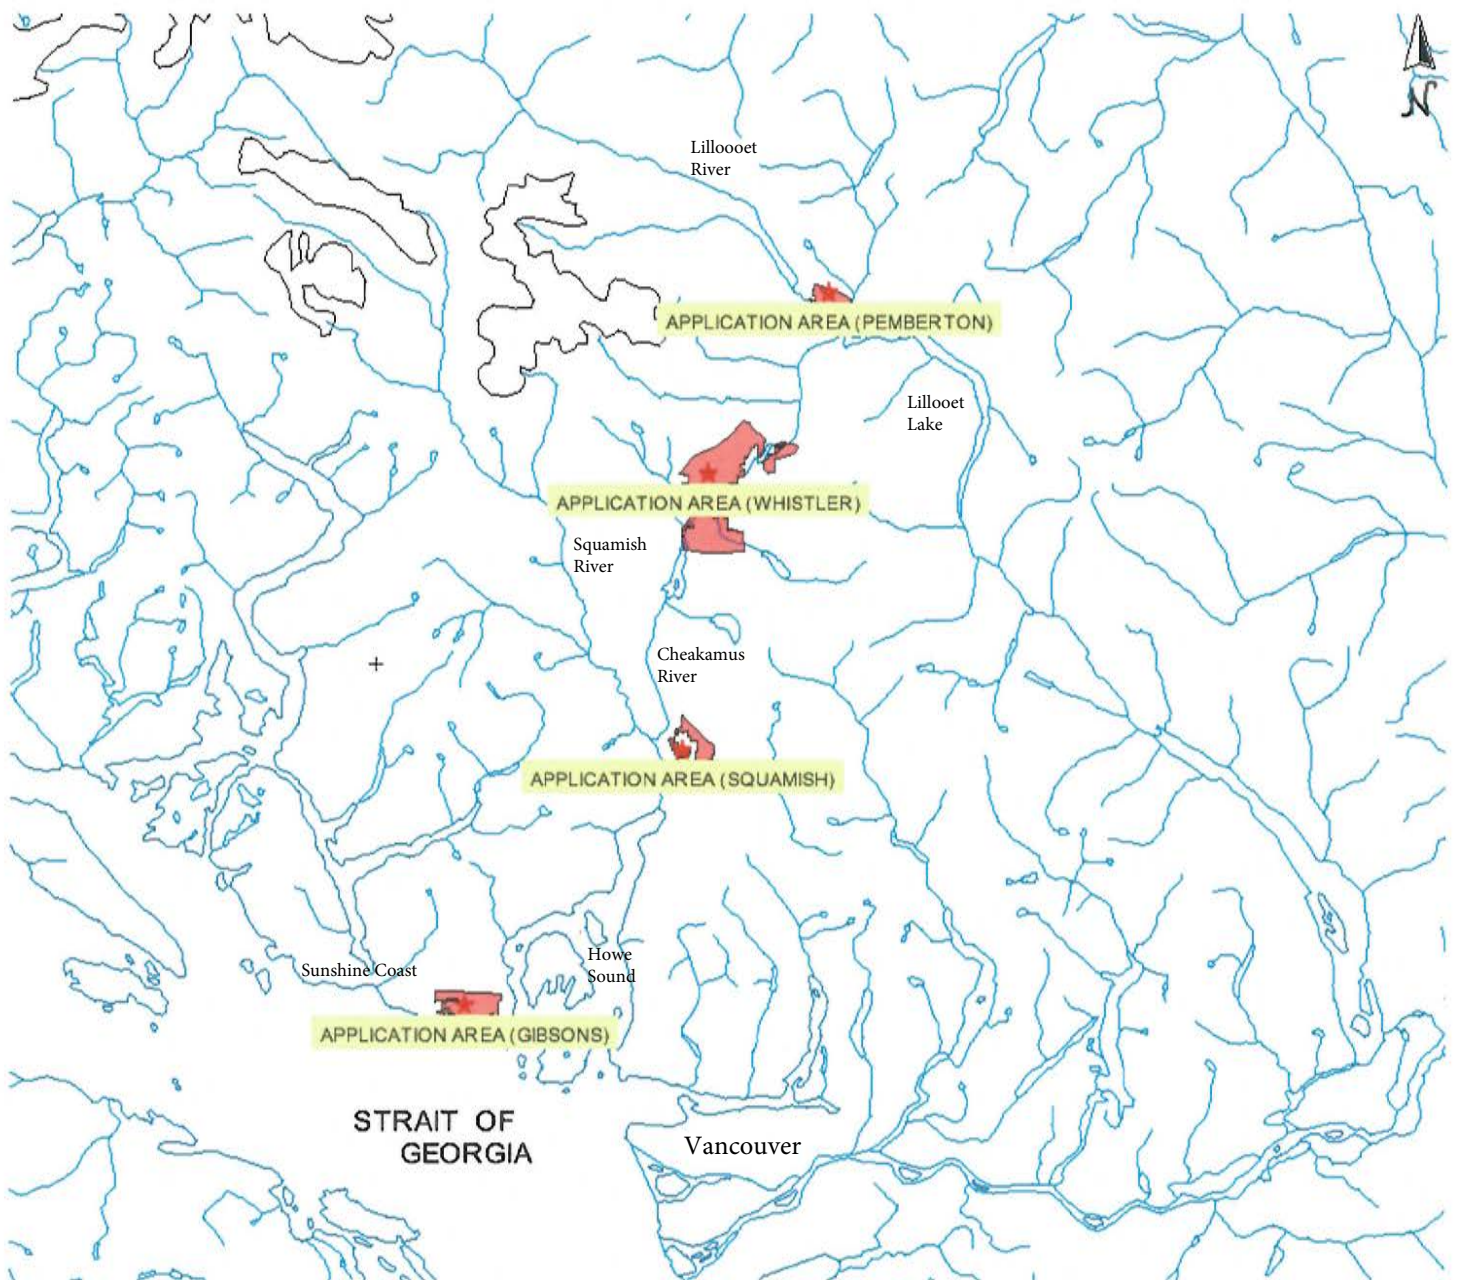 N
Lilloooet
River
APPLICATION AREA (PEMBERTON)
Lillooet
Lake
APPLICATION AREA (WHISTLER)
Squamish
River
Cheakamus
River
APPLICATION AREA (SQUAMISH)
Howe
Sound
Sunshine Coast
APPLICATION AREA (GIBSONS)
STRAIT OF
GEORGIA
Vancouver